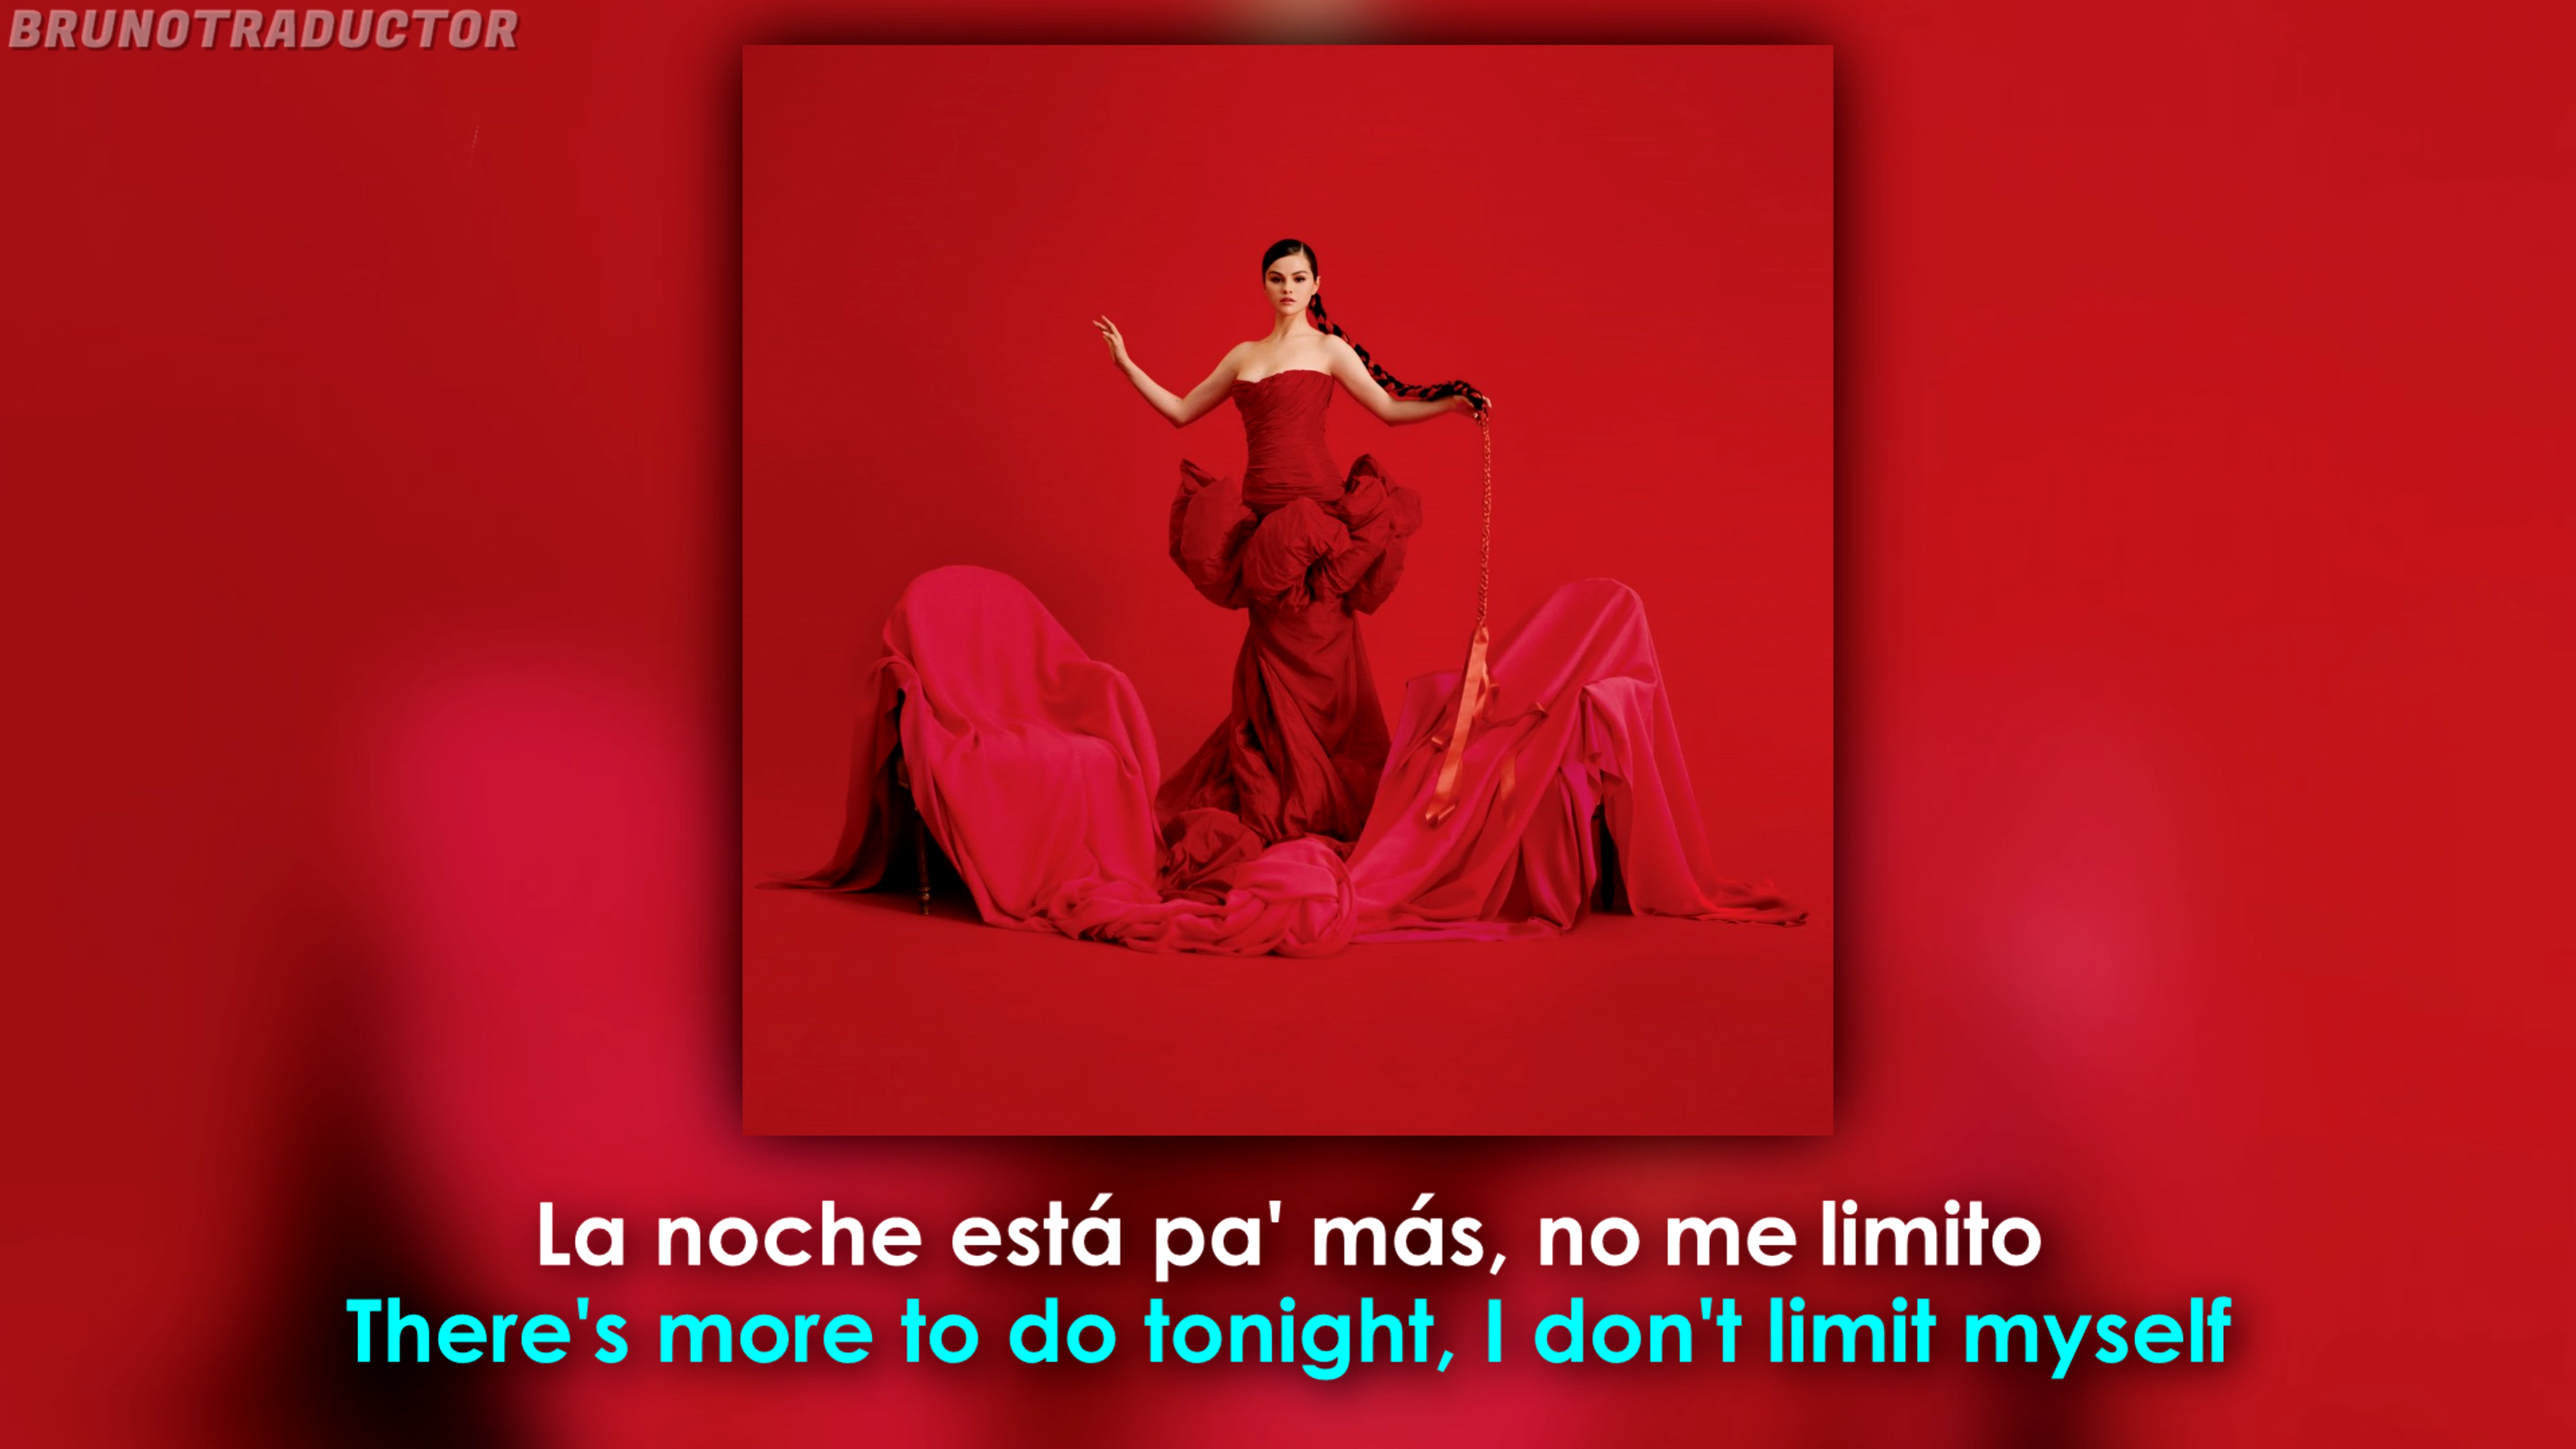 BRUNOTRADUCTOR
La noche está pa' más, no me limito
There's more to do tonight, I don't limit myself